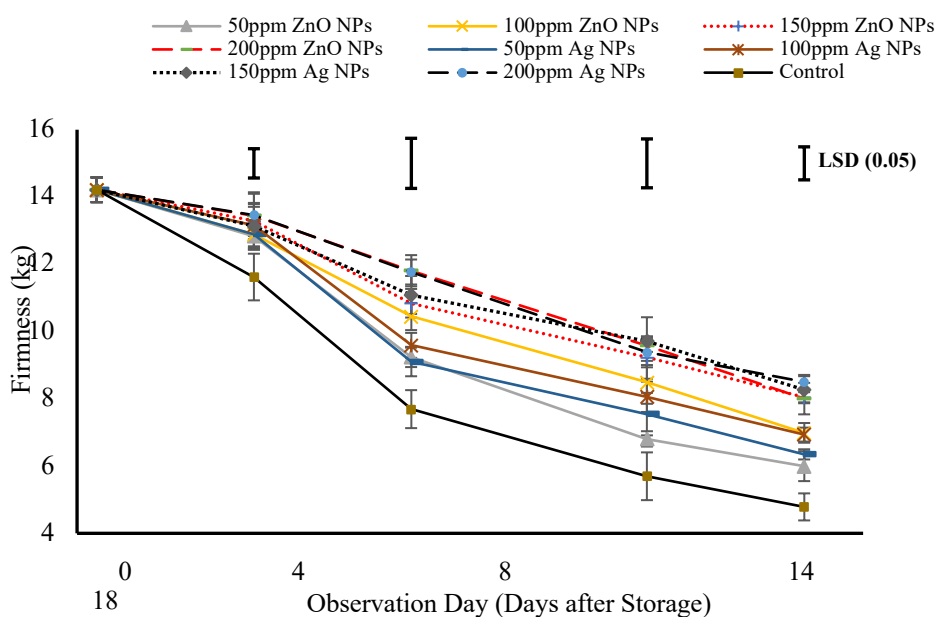 50ppm ZnO NPs 100ppm ZnO NPs 150ppm ZnO NPs
200ppm ZnO NPs 50ppm Ag NPs 100ppm Ag NPs
150ppm Ag NPs 200ppm Ag NPs Control
16
LSD (0.05)
14
12
10
8
6
4
Firmness (kg)
0 4 8 14
18
Observation Day (Days after Storage)